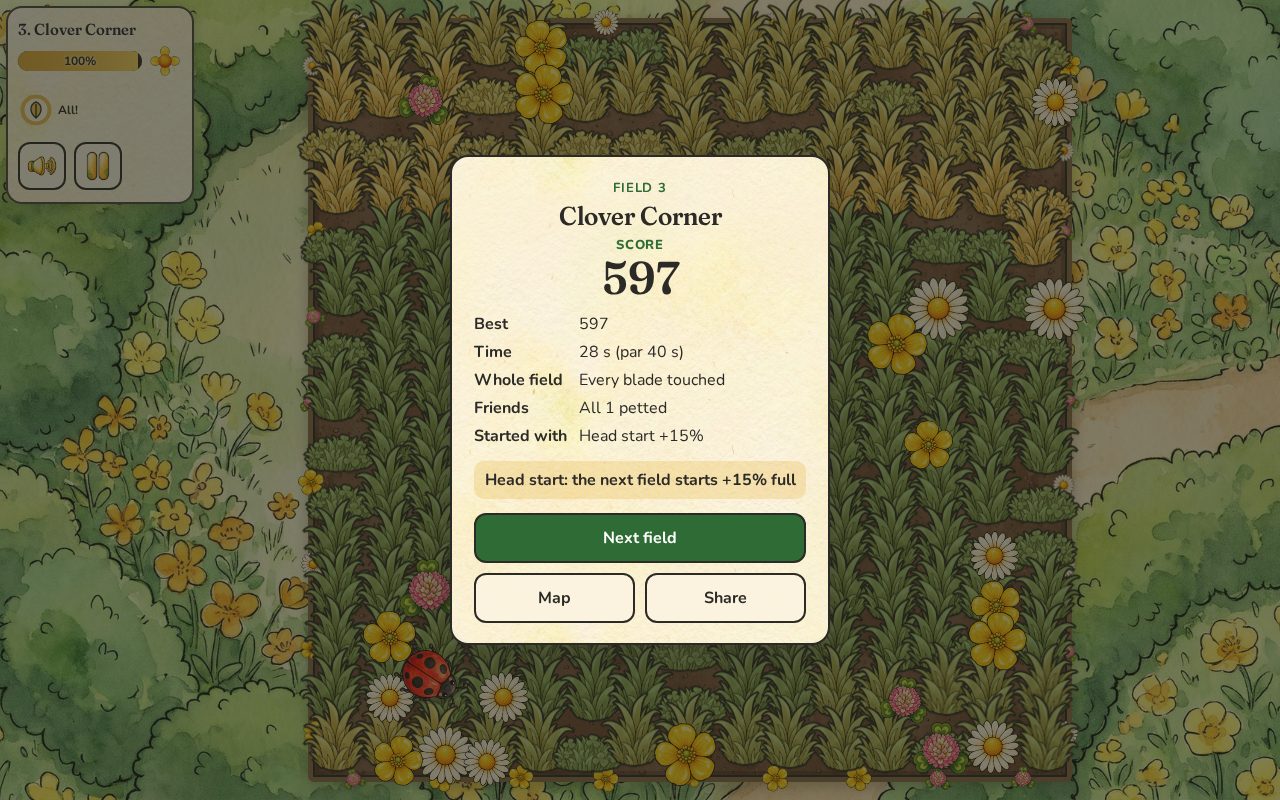 3. Clover Corner
100%
All!
FIELD 3
Clover Corner
SCORE
597
Best 597
Time 28 s (par 40 s)
Whole field Every blade touched
Friends All 1 petted
Started with Head start +15%
Head start: the next field starts +15% full
Next field
Map Share